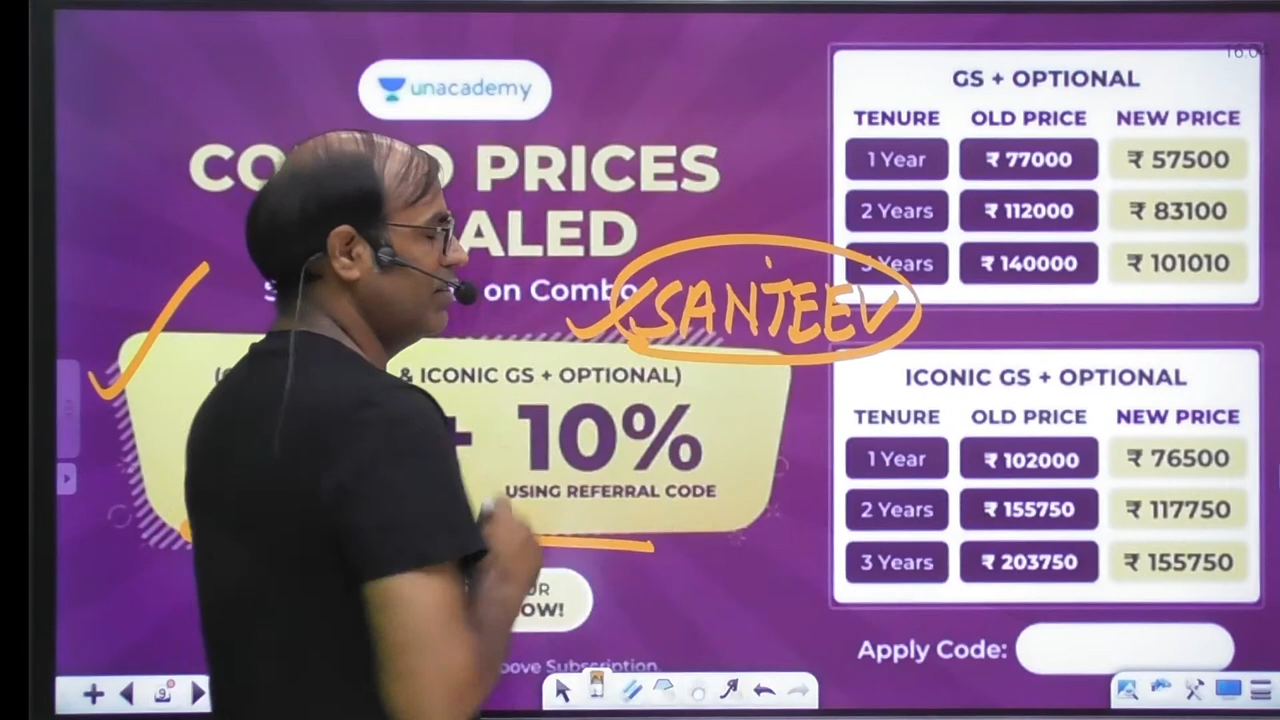 unacademy
PRICES
ALED
on Combo
SANJEEV
& ICONIC GS + OPTIONAL)
+ 10%
USING REFERRAL CODE
OW!
Subscription.
GS + OPTIONAL
TENURE OLD PRICE NEW PRICE
1 Year ₹ 77000 ₹ 57500
2 Years ₹ 112000 ₹ 83100
3 Years ₹ 140000 ₹ 101010
ICONIC GS + OPTIONAL
TENURE OLD PRICE NEW PRICE
1 Year ₹ 102000 ₹ 76500
2 Years ₹ 155750 ₹ 117750
3 Years ₹ 203750 ₹ 155750
Apply Code: